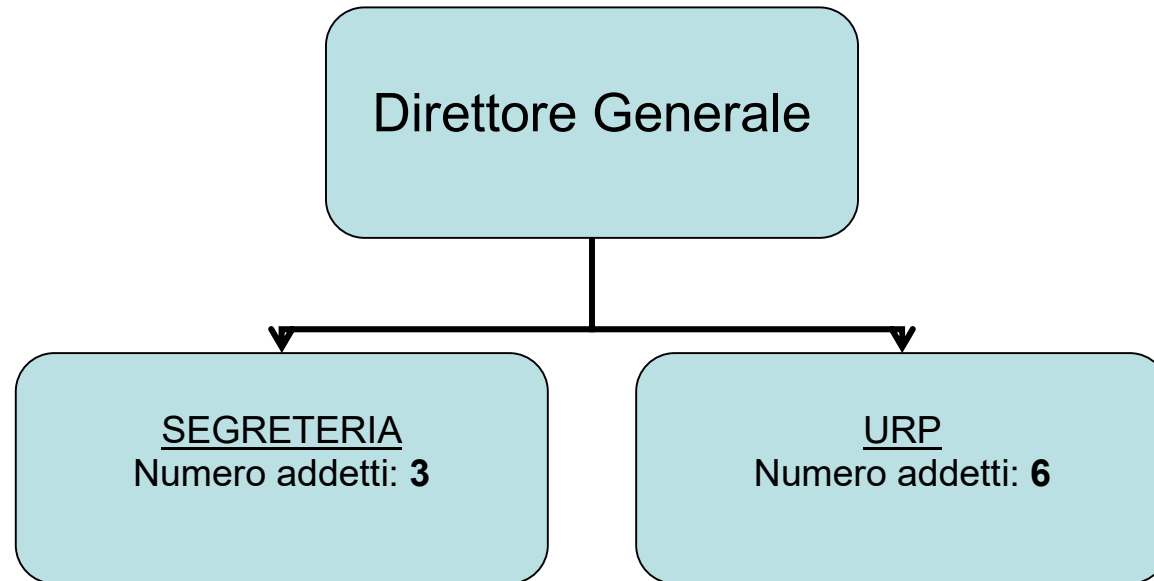 Direttore Generale
SEGRETERIA
Numero addetti: 3
URP
Numero addetti: 6